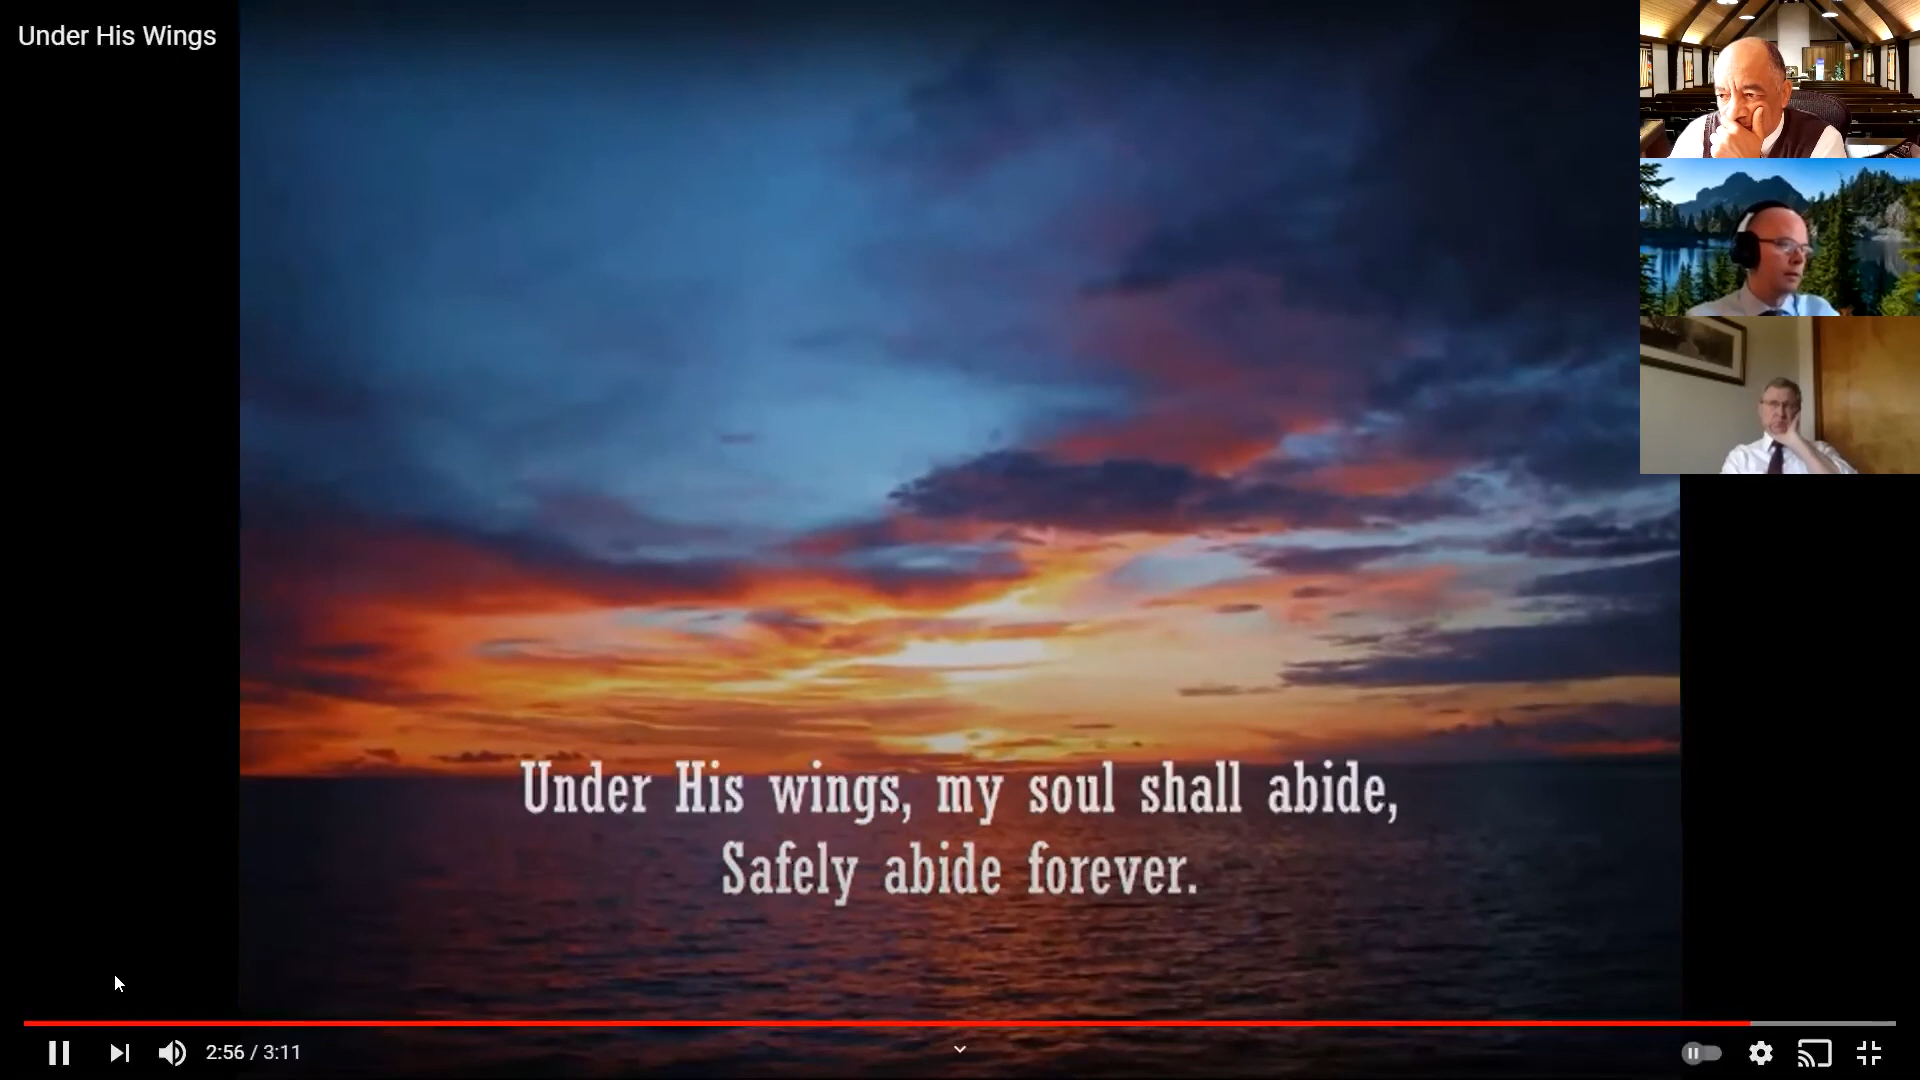 Under His Wings
Under His wings, my soul shall abide,
Safely abide forever.
2:56 / 3:11